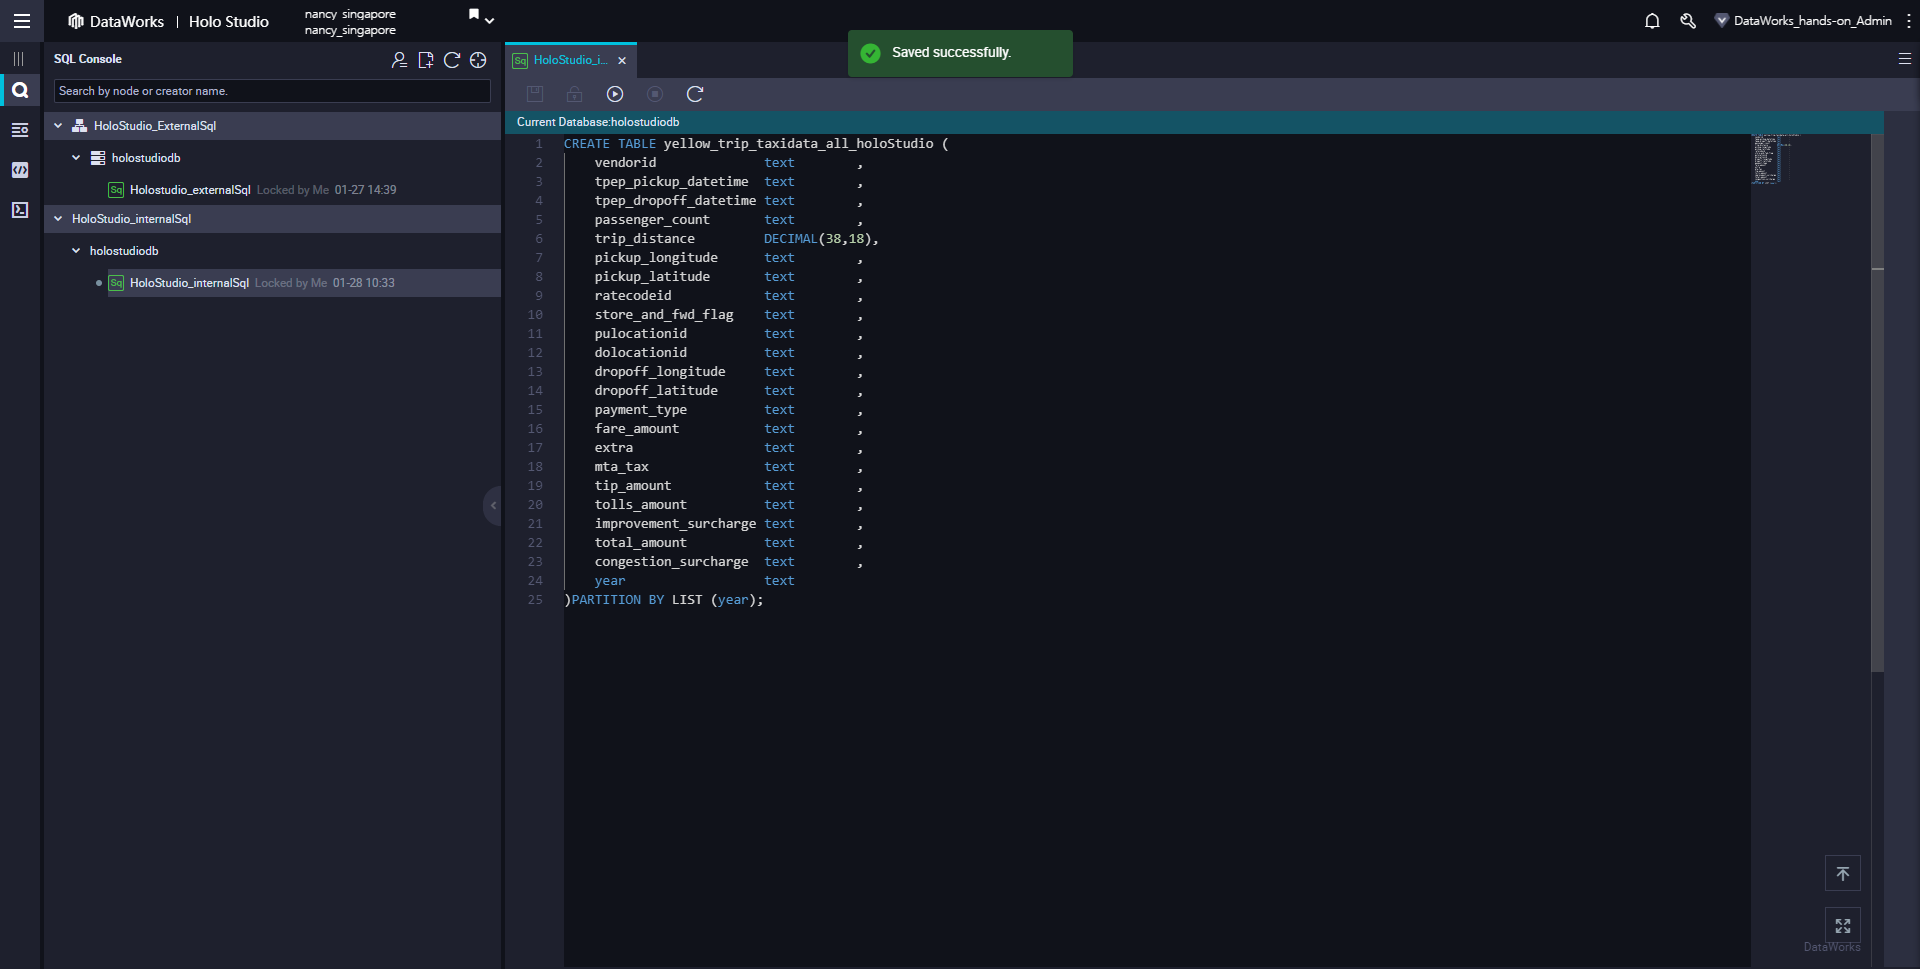 DataWorks | Holo Studio
nancy_singapore
nancy_singapore
DataWorks_hands-on_Admin
Saved successfully.
SQL Console
Search by node or creator name.
HoloStudio_ExternalSql
holostudiodb
Sq Holostudio_externalSql Locked by Me 01-27 14:39
HoloStudio_internalSql
holostudiodb
Sq HoloStudio_internalSql Locked by Me 01-28 10:33
Sq HoloStudio_i...
Current Database:holostudiodb
1 CREATE TABLE yellow_trip_taxidata_all_holoStudio (
2 vendorid text ,
3 tpep_pickup_datetime text ,
4 tpep_dropoff_datetime text ,
5 passenger_count text ,
6 trip_distance DECIMAL(38,18),
7 pickup_longitude text ,
8 pickup_latitude text ,
9 ratecodeid text ,
10 store_and_fwd_flag text ,
11 pulocationid text ,
12 dolocationid text ,
13 dropoff_longitude text ,
14 dropoff_latitude text ,
15 payment_type text ,
16 fare_amount text ,
17 extra text ,
18 mta_tax text ,
19 tip_amount text ,
20 tolls_amount text ,
21 improvement_surcharge text ,
22 total_amount text ,
23 congestion_surcharge text ,
24 year text
25 )PARTITION BY LIST (year);
DataWorks